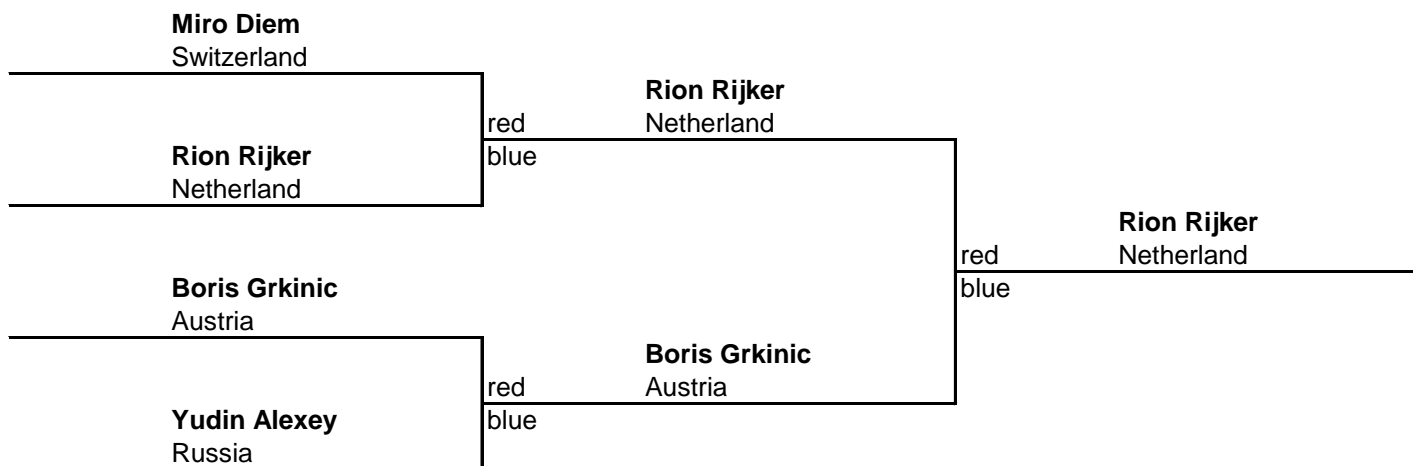 Miro Diem
Switzerland
Rion Rijker
red Netherland
Rion Rijker blue
Netherland
Rion Rijker
red Netherland
Boris Grkinic blue
Austria
Boris Grkinic
red Austria
Yudin Alexey blue
Russia